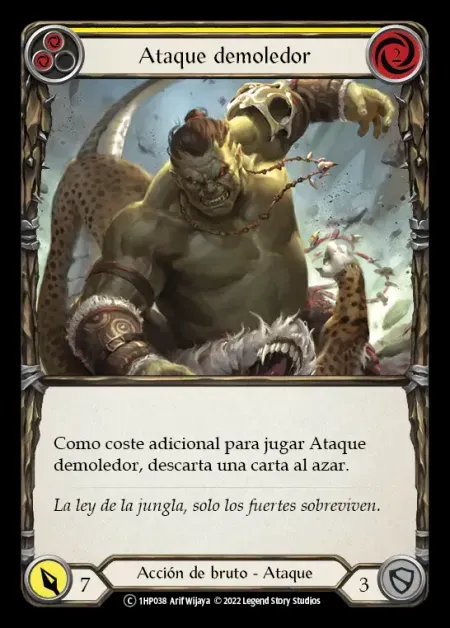 Ataque demoledor
2
Como coste adicional para jugar Ataque
demoledor, descarta una carta al azar.
La ley de la jungla, solo los fuertes sobreviven.
7
Acción de bruto - Ataque
3
C 1HP038 Arif Wijaya © 2022 Legend Story Studios